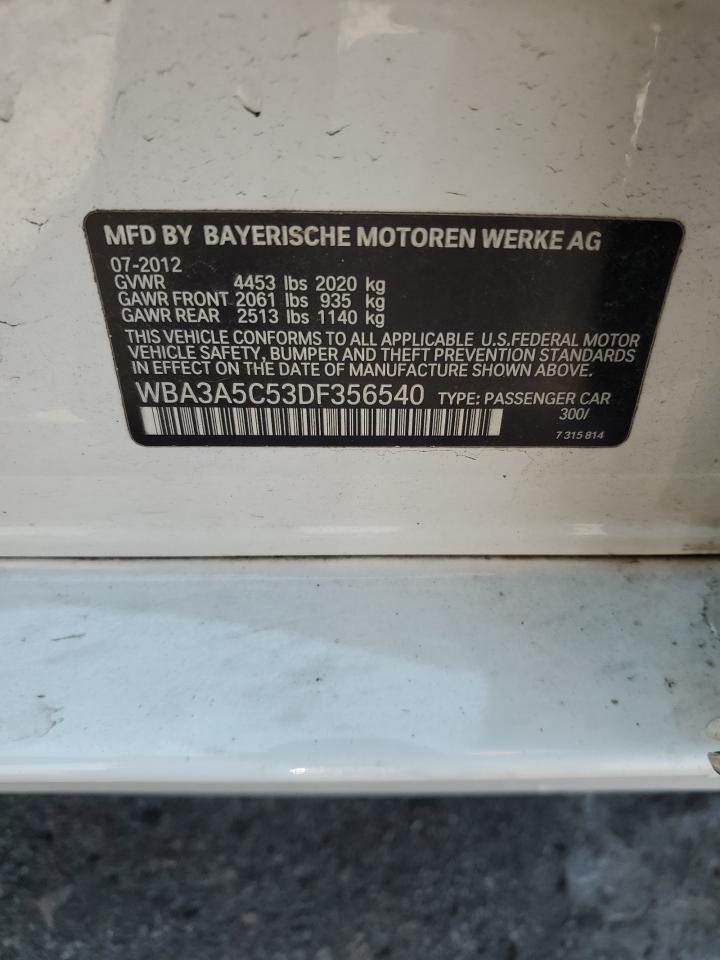 MFD BY BAYERISCHE MOTOREN WERKE AG
07-2012
GVWR 4453 lbs 2020 kg
GAWR FRONT 2061 lbs 935 kg
GAWR REAR 2513 lbs 1140 kg
THIS VEHICLE CONFORMS TO ALL APPLICABLE U.S.FEDERAL MOTOR
VEHICLE SAFETY, BUMPER AND THEFT PREVENTION STANDARDS
IN EFFECT ON THE DATE OF MANUFACTURE SHOWN ABOVE.
WBA3A5C53DF356540 TYPE: PASSENGER CAR
300/
7 315 814